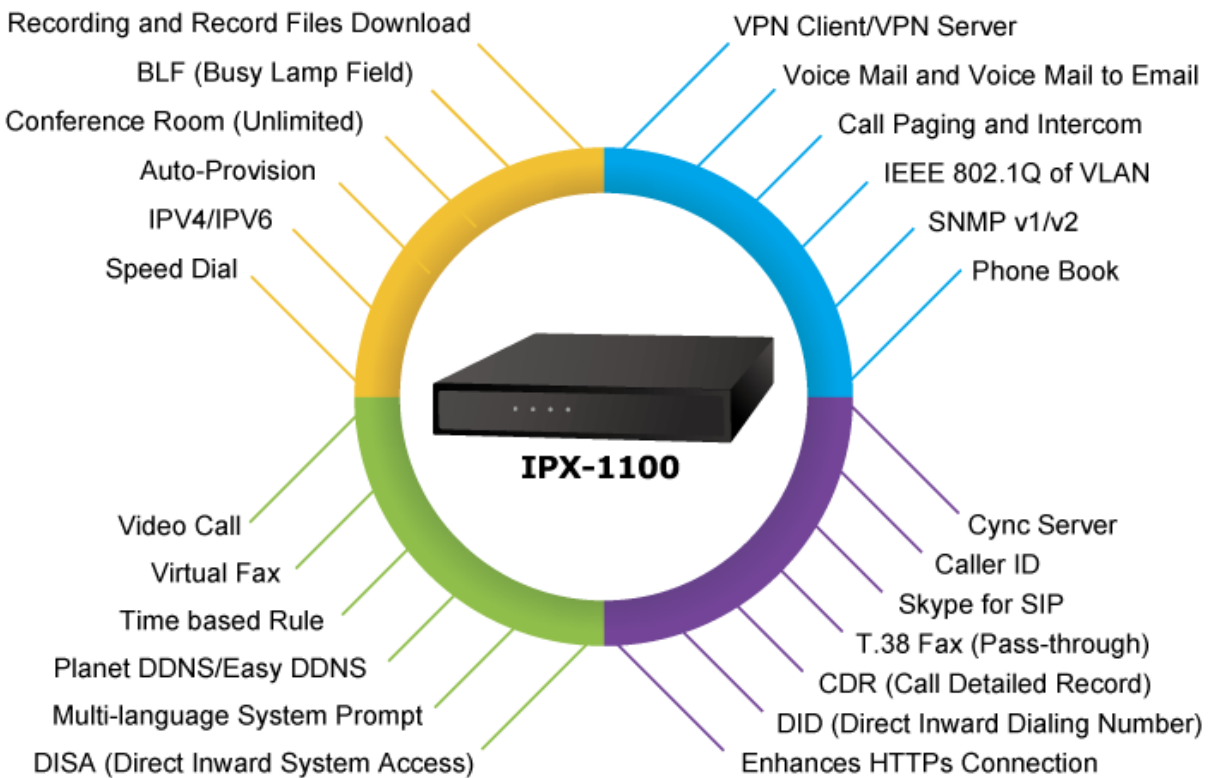 Recording and Record Files Download
BLF (Busy Lamp Field)
Conference Room (Unlimited)
Auto-Provision
IPV4/IPV6
Speed Dial
VPN Client/VPN Server
Voice Mail and Voice Mail to Email
Call Paging and Intercom
IEEE 802.1Q of VLAN
SNMP v1/v2
Phone Book
IPX-1100
Video Call
Virtual Fax
Time based Rule
Planet DDNS/Easy DDNS
Multi-language System Prompt
DISA (Direct Inward System Access)
Cync Server
Caller ID
Skype for SIP
T.38 Fax (Pass-through)
CDR (Call Detailed Record)
DID (Direct Inward Dialing Number)
Enhances HTTPs Connection